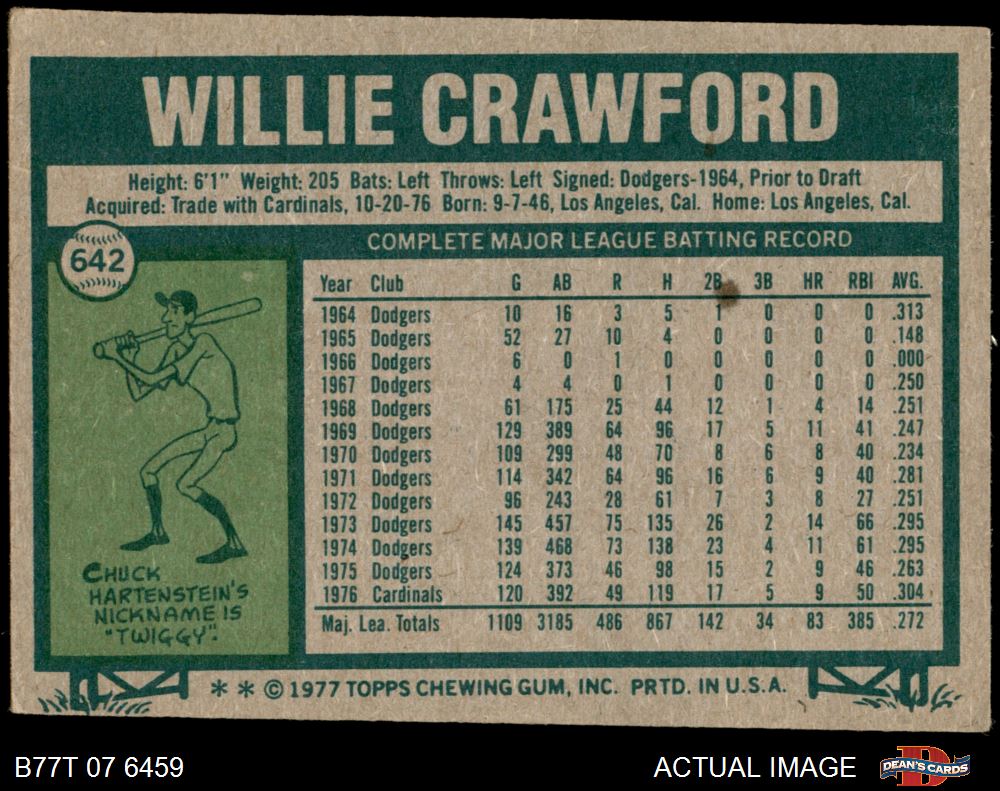 WILLIE CRAWFORD
Height: 6'1" Weight: 205 Bats: Left Throws: Left Signed: Dodgers-1964, Prior to Draft
Acquired: Trade with Cardinals, 10-20-76 Born: 9-7-46, Los Angeles, Cal. Home: Los Angeles, Cal.
642
COMPLETE MAJOR LEAGUE BATTING RECORD
Year Club G AB R H 2B 3B HR RBI AVG.
1964 Dodgers 10 16 3 5 1 0 0 0 .313
1965 Dodgers 52 27 10 4 0 0 0 0 .148
1966 Dodgers 6 0 1 0 0 0 0 0 .000
1967 Dodgers 4 4 0 1 0 0 0 0 .250
1968 Dodgers 61 175 25 44 12 1 4 14 .251
1969 Dodgers 129 389 64 96 17 5 11 41 .247
1970 Dodgers 109 299 48 70 8 6 8 40 .234
1971 Dodgers 114 342 64 96 16 6 9 40 .281
1972 Dodgers 96 243 28 61 7 3 8 27 .251
1973 Dodgers 145 457 75 135 26 2 14 66 .295
1974 Dodgers 139 468 73 138 23 4 11 61 .295
1975 Dodgers 124 373 46 98 15 2 9 46 .263
1976 Cardinals 120 392 49 119 17 5 9 50 .304
Maj. Lea. Totals 1109 3185 486 867 142 34 83 385 .272
CHUCK
HARTENSTEIN'S
NICKNAME IS
"TWIGGY".
* * © 1977 TOPPS CHEWING GUM, INC. PRTD. IN U.S.A.
B77T 07 6459
ACTUAL IMAGE
D
DEAN'S CARDS